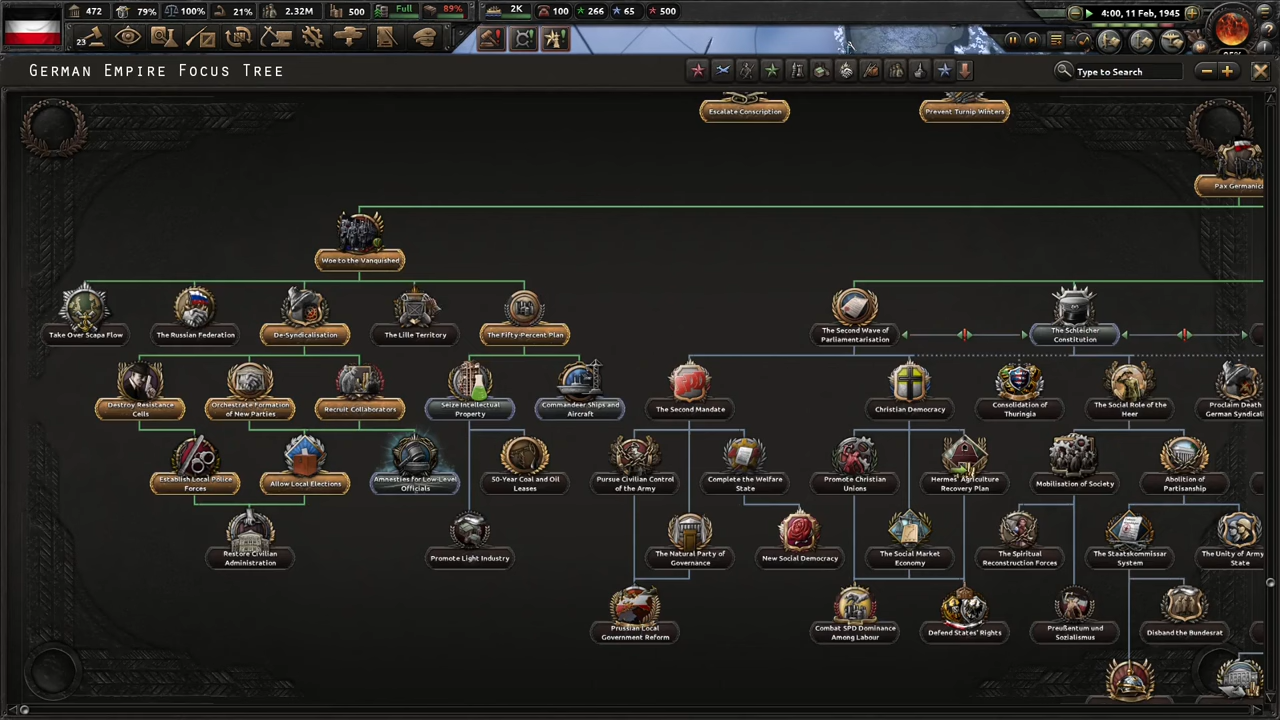 472 79% 100% 21% 2.32M 500 Full 89% 2K 100 266 65 500 4:00, 11 Feb, 1945
23
GERMAN EMPIRE FOCUS TREE
Type to Search
Escalate Conscription
Prevent Turnip Winters
Pax Germanica
Woe to the Vanquished
Take Over Scapa Flow
The Russian Federation
De-Syndicalisation
The Lille Territory
The Fifty-Percent Plan
The Second Wave of
Parliamentarisation
The Schleicher
Constitution
Destroy Resistance
Cells
Orchestrate Formation
of New Parties
Recruit Collaborators
Seize Intellectual
Property
Commandeer Ships and
Aircraft
The Second Mandate
Christian Democracy
Consolidation of
Thuringia
The Social Role of the
Heer
Proclaim Death
German Syndical
Establish Local Police
Forces
Allow Local Elections
Amnesties for Low-Level
Officials
50-Year Coal and Oil
Leases
Pursue Civilian Control
of the Army
Complete the Welfare
State
Promote Christian
Unions
Hermes' Agriculture
Recovery Plan
Mobilisation of Society
Abolition of
Partisanship
Restore Civilian
Administration
Promote Light Industry
The Natural Party of
Governance
New Social Democracy
The Social Market
Economy
The Spiritual
Reconstruction Forces
The Staatskommissar
System
The Unity of Army
State
Prussian Local
Government Reform
Combat SPD Dominance
Among Labour
Defend States' Rights
Preußentum und
Sozialismus
Disband the Bundesrat